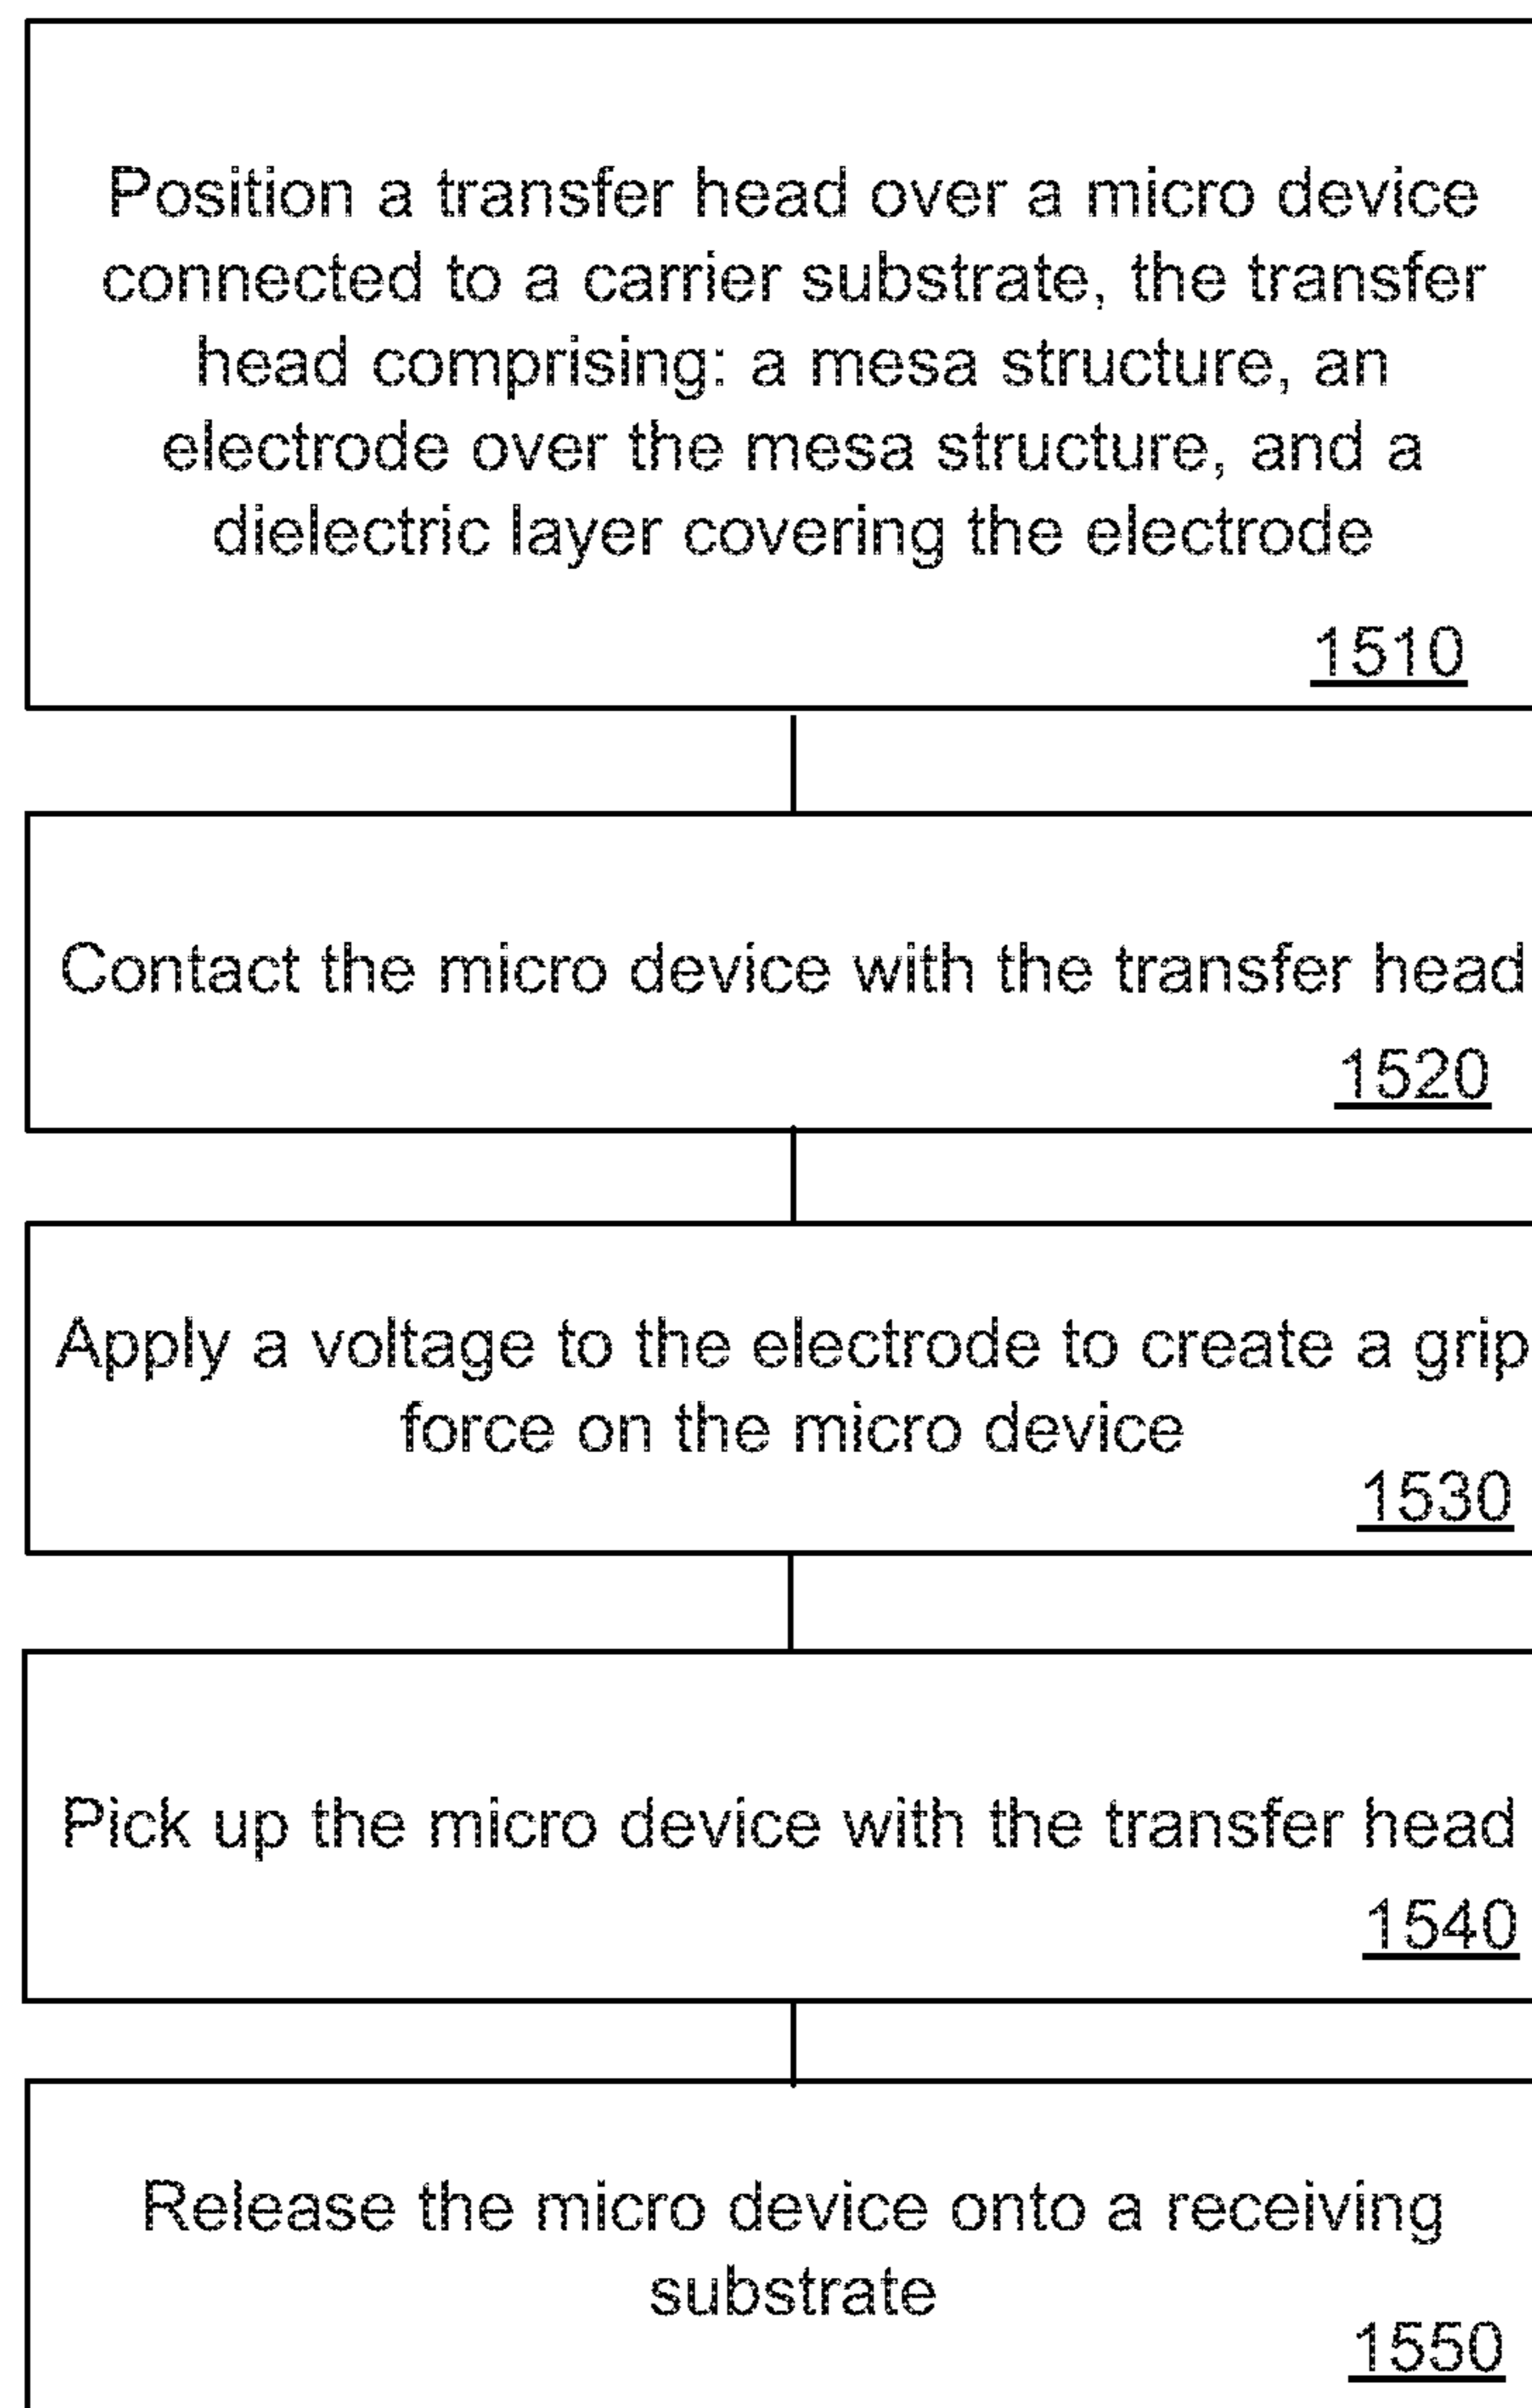 Position a transfer head over a micro device
connected to a carrier substrate, the transfer
head comprising: a mesa structure, an
electrode over the mesa structure, and a
dielectric layer covering the electrode
1510
Contact the micro device with the transfer head
1520
Apply a voltage to the electrode to create a grip
force on the micro device
1530
Pick up the micro device with the transfer head
1540
Release the micro device onto a receiving
substrate
1550